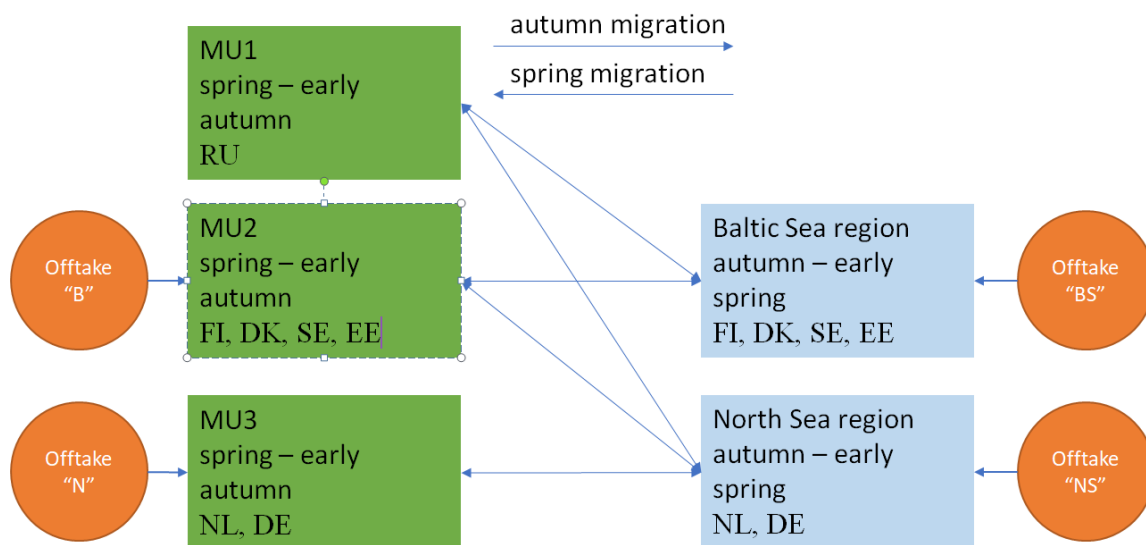 autumn migration
spring migration
MU1
spring – early
autumn
RU
Offtake
“B”
MU2
spring – early
autumn
FI, DK, SE, EE
Baltic Sea region
autumn – early
spring
FI, DK, SE, EE
Offtake
“BS”
Offtake
“N”
MU3
spring – early
autumn
NL, DE
North Sea region
autumn – early
spring
NL, DE
Offtake
“NS”